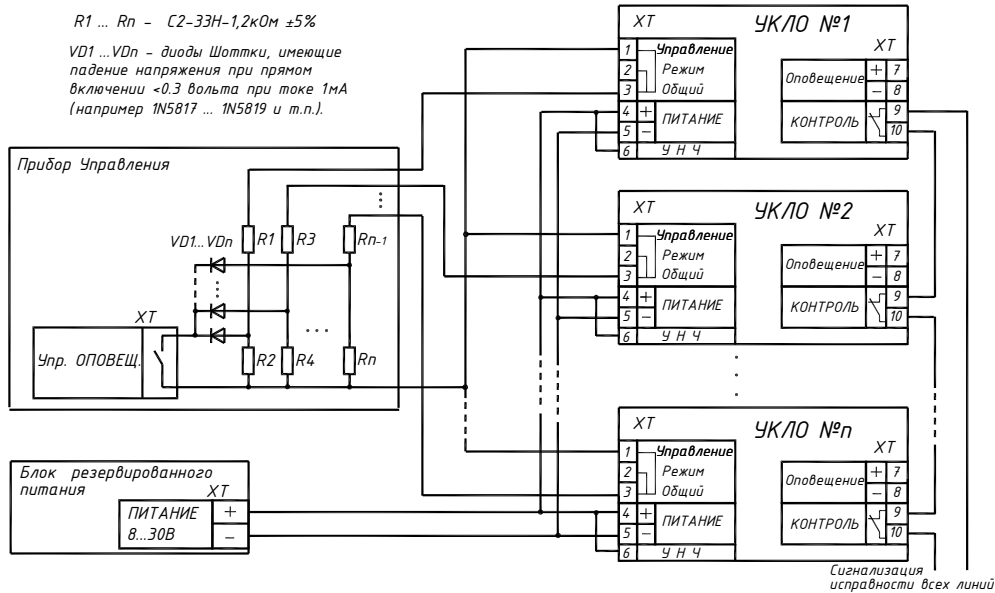 R1 ... Rn - С2-33Н-1,2кОм ±5%
VD1 ...VDn - диоды Шоттки, имеющие
падение напряжения при прямом
включении <0.3 вольта при токе 1мА
(например 1N5817 ... 1N5819 и т.п.).
Прибор Управления
VD1...VDn
R1
R3
Rn-1
XT
Упр. ОПОВЕЩ.
R2
R4
Rn
Блок резервированного
питания
XT
ПИТАНИЕ
8...30В
+
−
XT
УКЛО №1
XT
1 Управление
2 Режим
3 Общий
4 + ПИТАНИЕ
5 −
6 У Н Ч
Оповещение + 7
− 8
КОНТРОЛЬ 9
10
XT
УКЛО №2
XT
1 Управление
2 Режим
3 Общий
4 + ПИТАНИЕ
5 −
6 У Н Ч
Оповещение + 7
− 8
КОНТРОЛЬ 9
10
XT
УКЛО №n
XT
1 Управление
2 Режим
3 Общий
4 + ПИТАНИЕ
5 −
6 У Н Ч
Оповещение + 7
− 8
КОНТРОЛЬ 9
10
Сигнализация
исправности всех линий